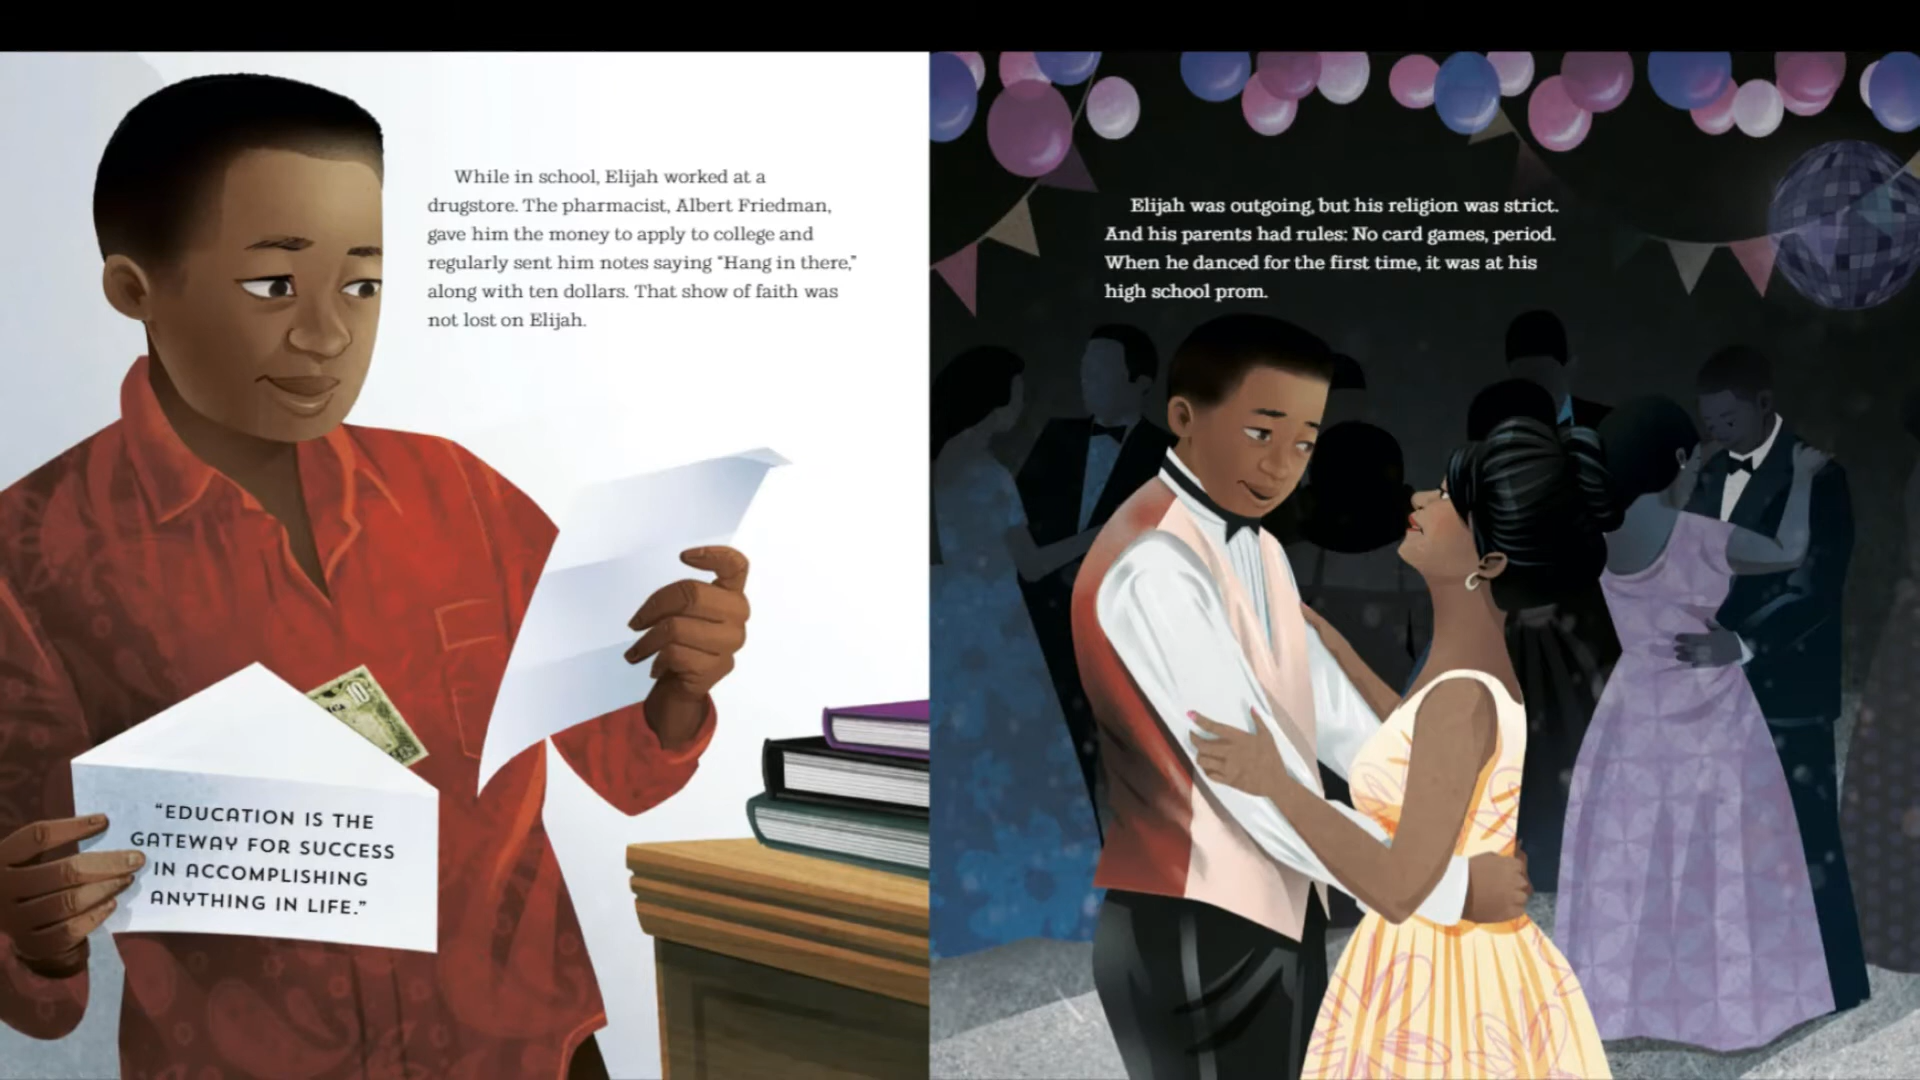 While in school, Elijah worked at a
drugstore. The pharmacist, Albert Friedman,
gave him the money to apply to college and
regularly sent him notes saying “Hang in there,”
along with ten dollars. That show of faith was
not lost on Elijah.
10
“EDUCATION IS THE
GATEWAY FOR SUCCESS
IN ACCOMPLISHING
ANYTHING IN LIFE.”
Elijah was outgoing, but his religion was strict.
And his parents had rules: No card games, period.
When he danced for the first time, it was at his
high school prom.